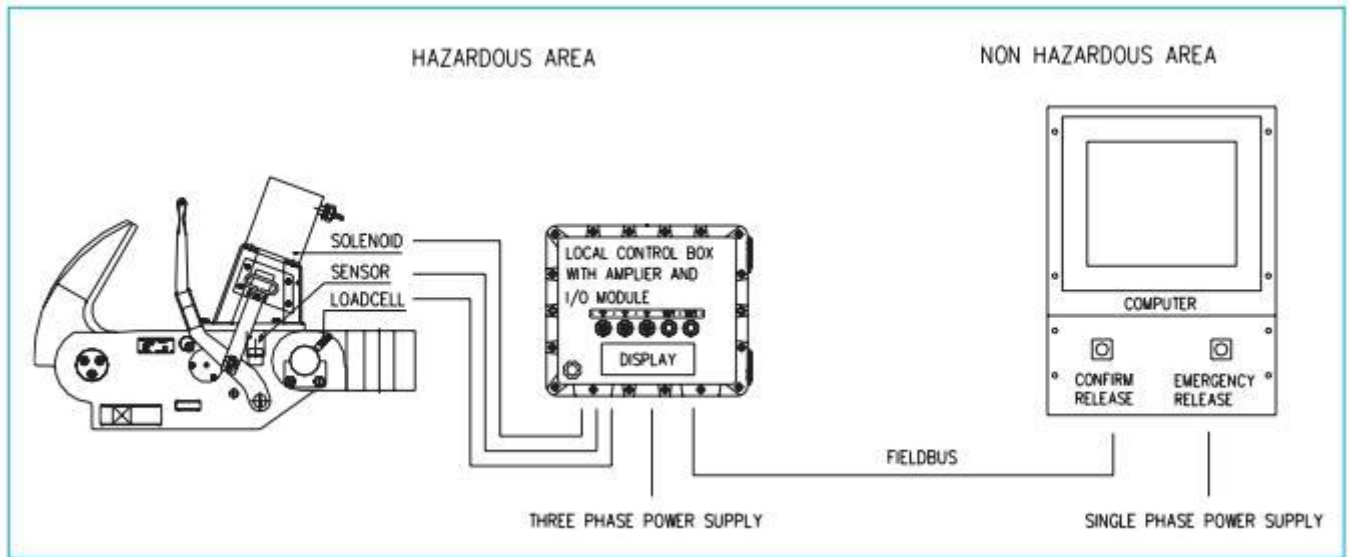 HAZARDOUS AREA
NON HAZARDOUS AREA
SOLENOID
SENSOR
LOADCELL
LOCAL CONTROL BOX
WITH AMPLIER AND
I/O MODULE
DISPLAY
COMPUTER
CONFIRM
RELEASE
EMERGENCY
RELEASE
FIELDBUS
THREE PHASE POWER SUPPLY
SINGLE PHASE POWER SUPPLY